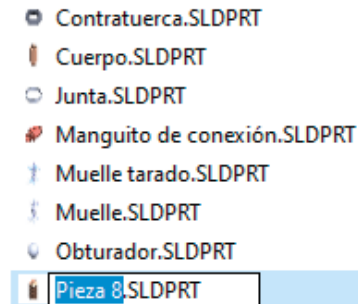 Contratuerca.SLDPRT
Cuerpo.SLDPRT
Junta.SLDPRT
Manguito de conexión.SLDPRT
Muelle tarado.SLDPRT
Muelle.SLDPRT
Obturador.SLDPRT
Pieza 8.SLDPRT